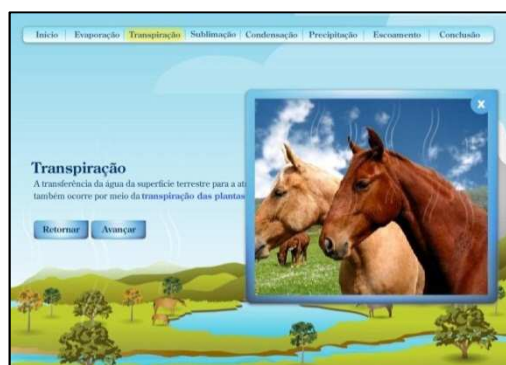 Início Evaporação Transpiração Sublimação Condensação Precipitação Escoamento Conclusão
X
Transpiração
A transferência da água da superfície terrestre para a
também ocorre por meio da transpiração das plantas
Retornar Avançar